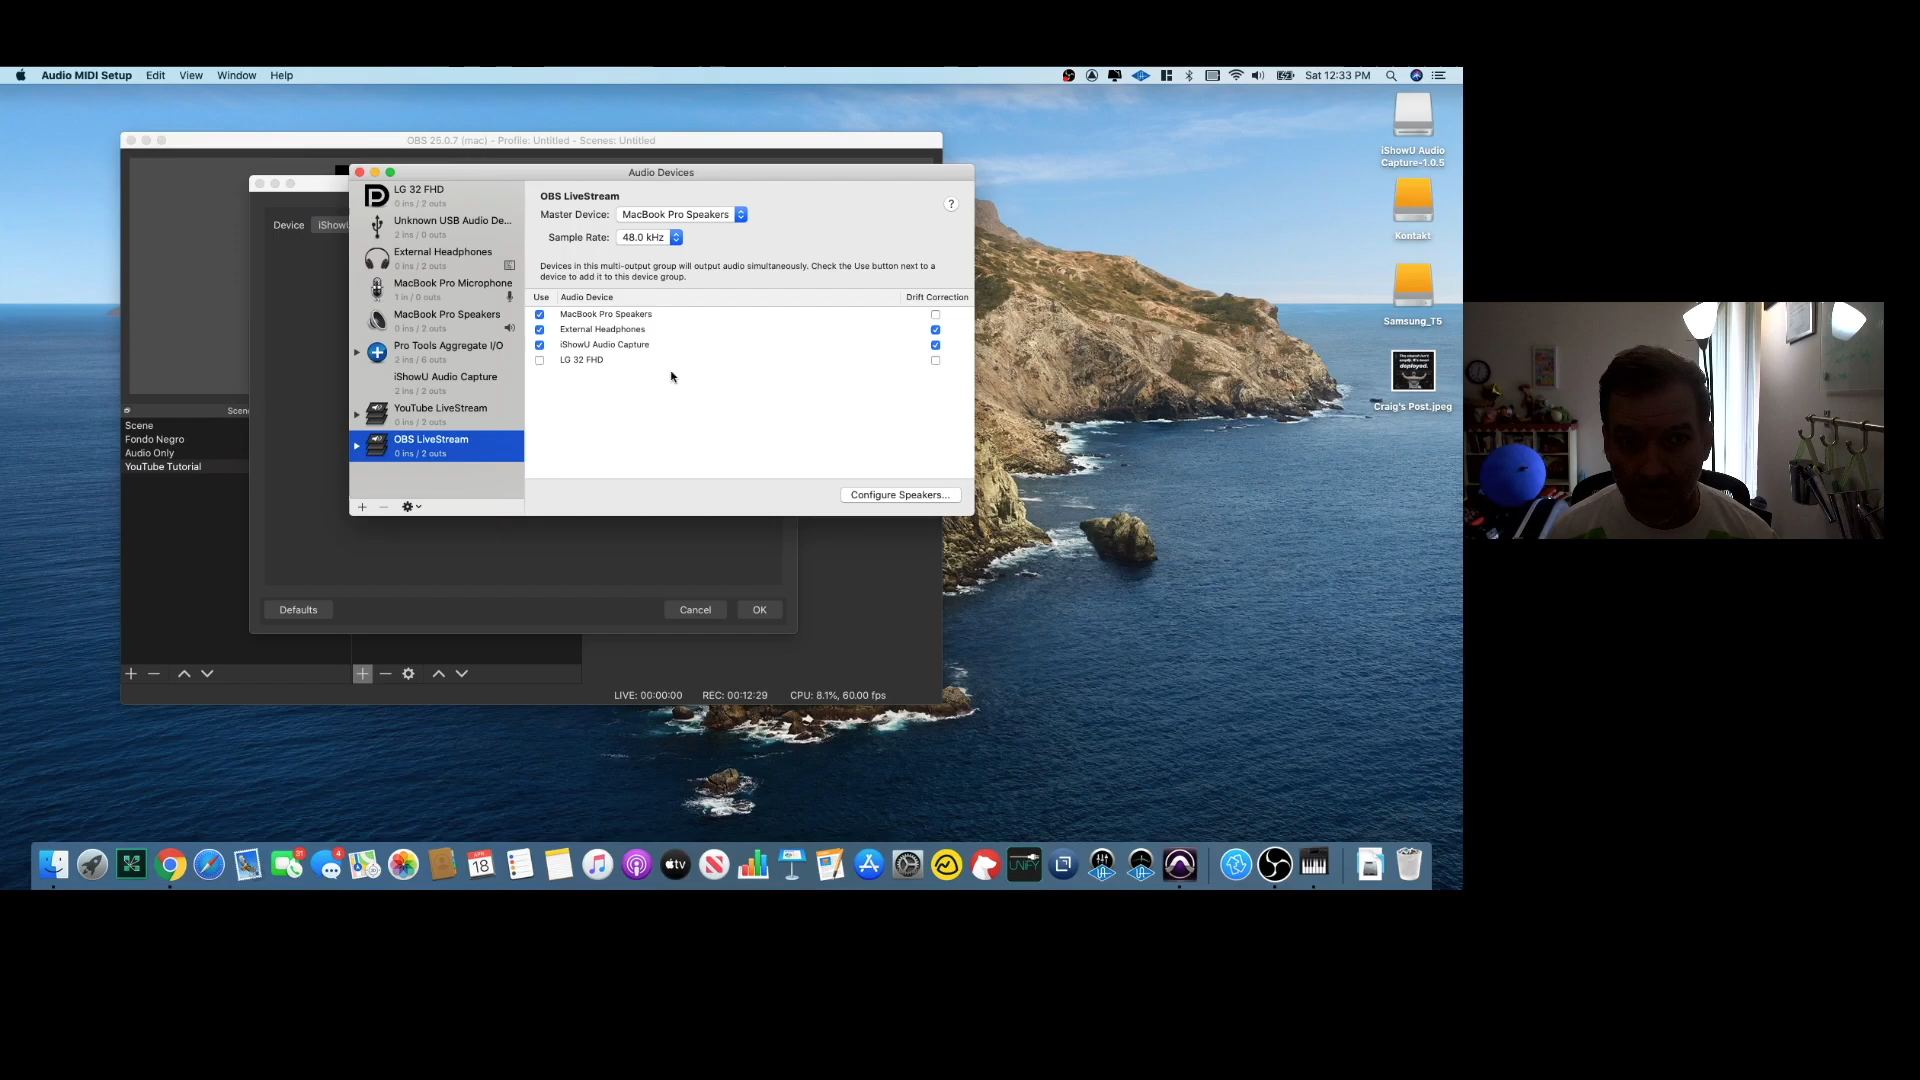 Audio MIDI Setup Edit View Window Help
Sat 12:33 PM
iShowU Audio
Capture-1.0.5
Kontakt
Samsung_T5
Craig's Post.jpeg
OBS 25.0.7 (mac) - Profile: Untitled - Scenes: Untitled
Audio Devices
LG 32 FHD
0 ins / 2 outs
Unknown USB Audio De...
2 ins / 0 outs
External Headphones
0 ins / 2 outs
MacBook Pro Microphone
1 in / 0 outs
MacBook Pro Speakers
0 ins / 2 outs
Pro Tools Aggregate I/O
2 ins / 6 outs
iShowU Audio Capture
2 ins / 2 outs
YouTube LiveStream
0 ins / 2 outs
OBS LiveStream
0 ins / 2 outs
OBS LiveStream
?
Master Device: MacBook Pro Speakers
Sample Rate: 48.0 kHz
Devices in this multi-output group will output audio simultaneously. Check the Use button next to a
device to add it to this device group.
Use Audio Device Drift Correction
MacBook Pro Speakers
External Headphones
iShowU Audio Capture
LG 32 FHD
Configure Speakers...
Device iShowU
Scene
Fondo Negro
Audio Only
YouTube Tutorial
Defaults Cancel OK
LIVE: 00:00:00 REC: 00:12:29 CPU: 8.1%, 60.00 fps
31
4
18
tv
UNIFY